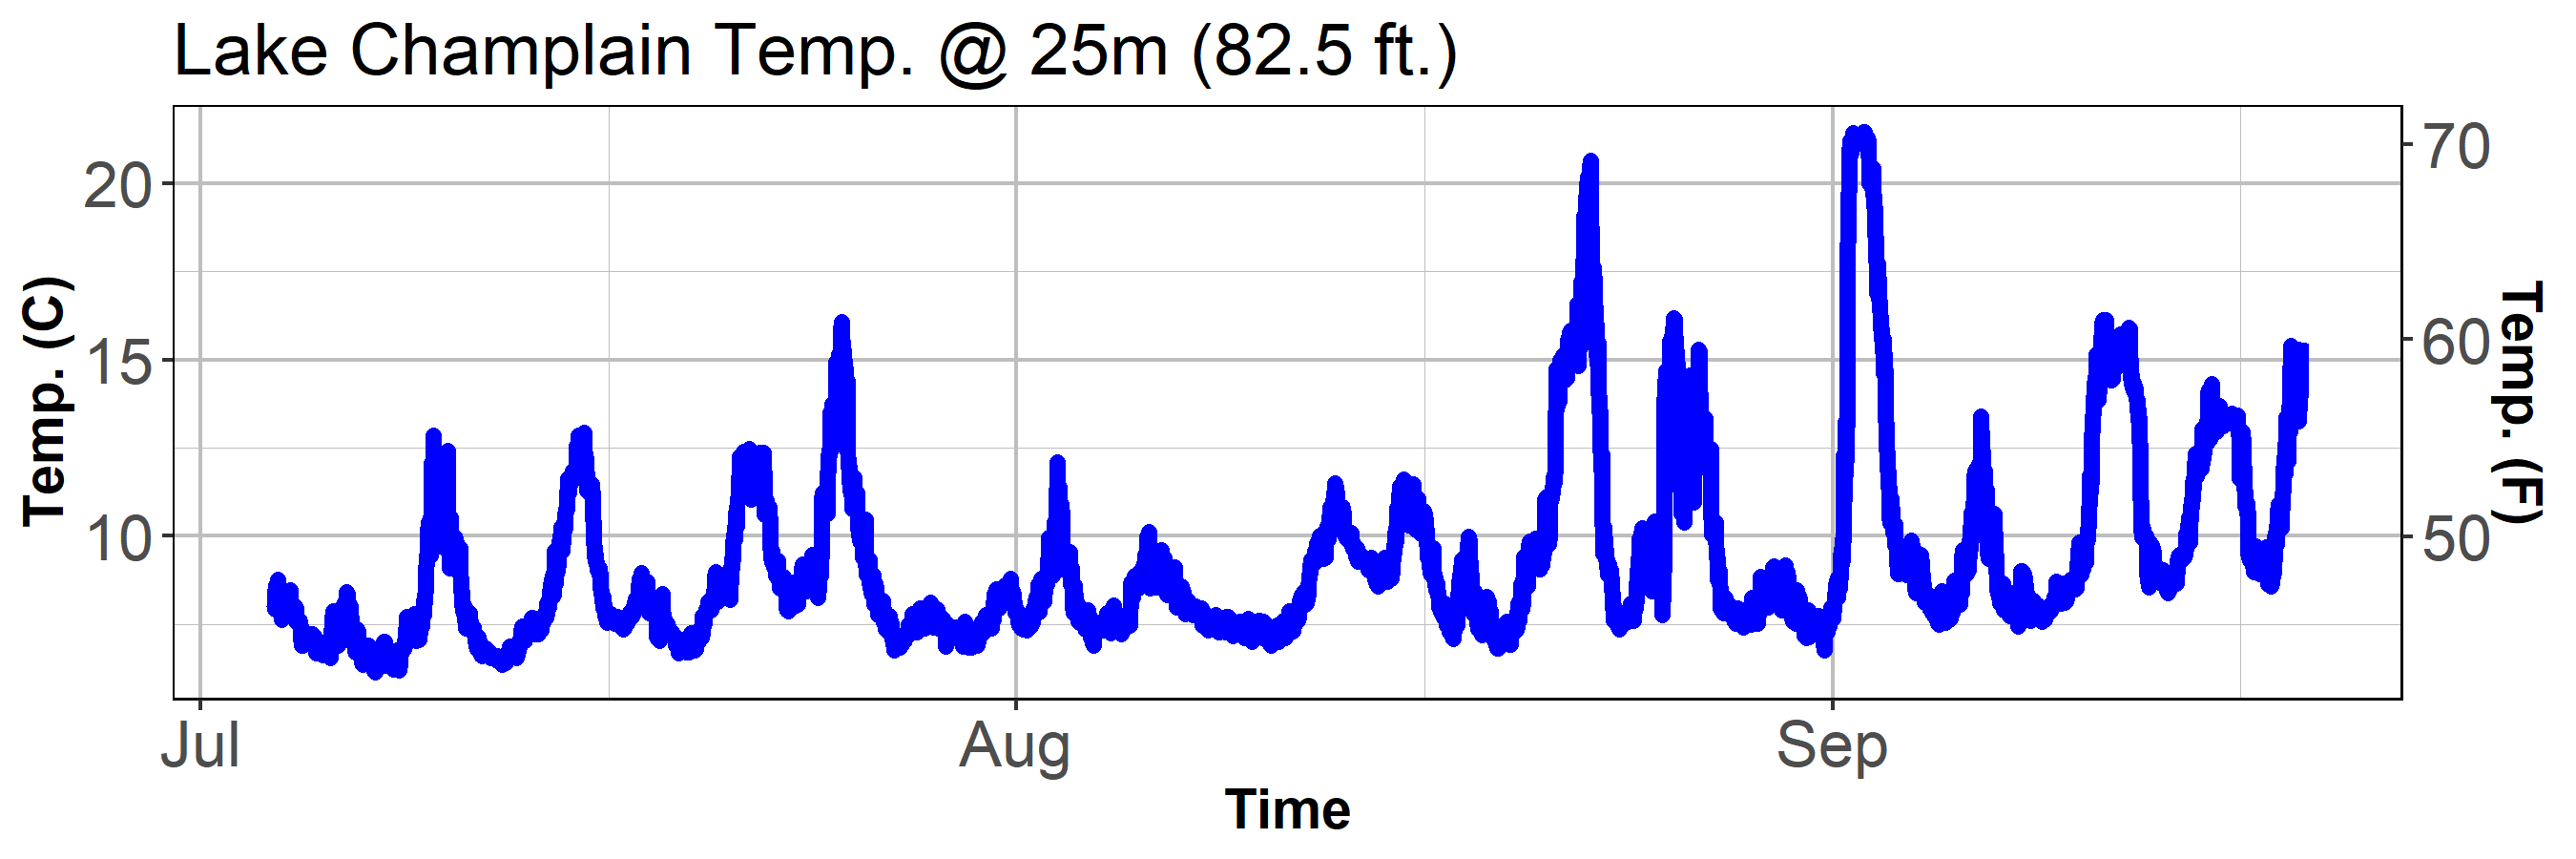 Lake Champlain Temp. @ 25m (82.5 ft.)
Temp. (C)
20
15
10
70
60
50
Temp. (F)
Jul
Aug
Sep
Time